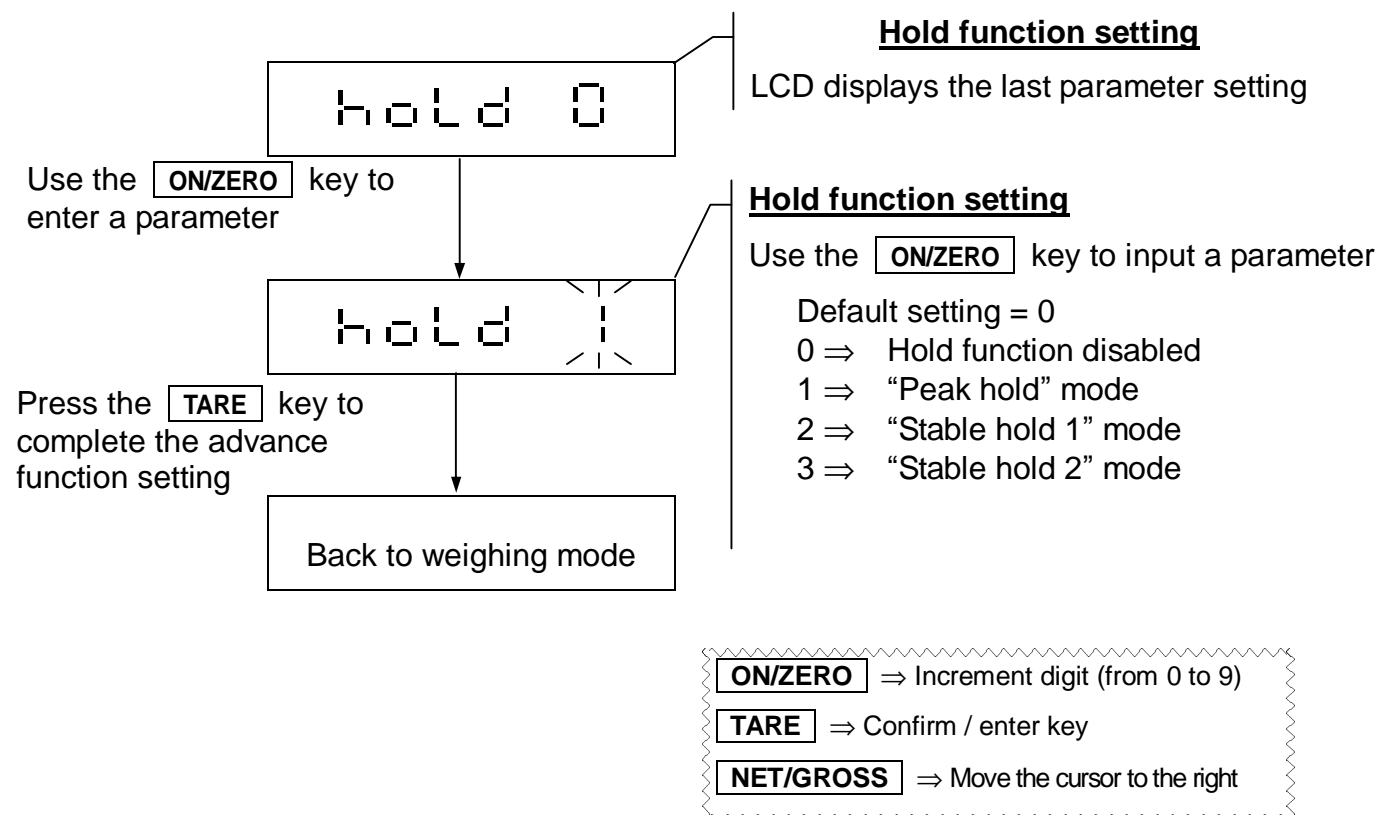 Hold function setting
LCD displays the last parameter setting
hoLd 0
Use the ON/ZERO key to
enter a parameter
Hold function setting
Use the ON/ZERO key to input a parameter
Default setting = 0
0 ⇒ Hold function disabled
1 ⇒ “Peak hold” mode
2 ⇒ “Stable hold 1” mode
3 ⇒ “Stable hold 2” mode
hoLd 1
Press the TARE key to
complete the advance
function setting
Back to weighing mode
ON/ZERO ⇒ Increment digit (from 0 to 9)
TARE ⇒ Confirm / enter key
NET/GROSS ⇒ Move the cursor to the right